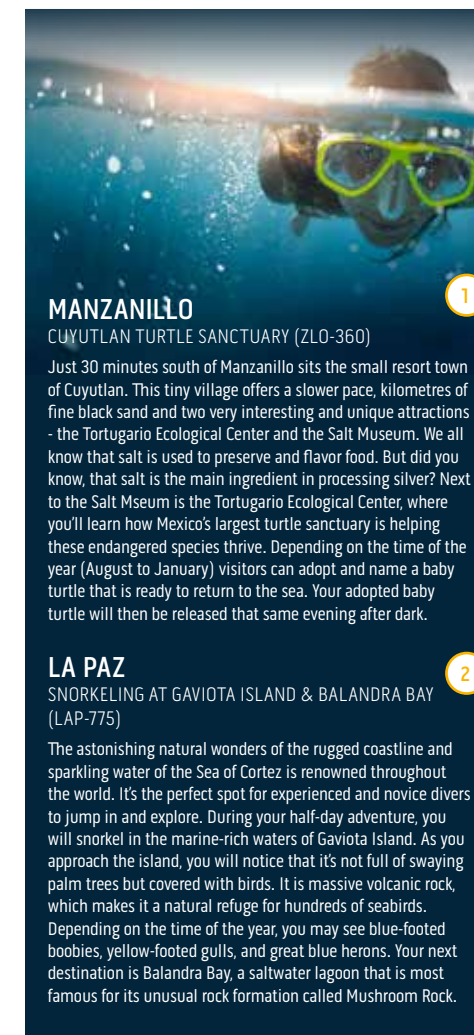 1
MANZANILLO
CUYUTLAN TURTLE SANCTUARY (ZLO-360)
Just 30 minutes south of Manzanillo sits the small resort town
of Cuyutlan. This tiny village offers a slower pace, kilometres of
fine black sand and two very interesting and unique attractions
- the Tortugario Ecological Center and the Salt Museum. We all
know that salt is used to preserve and flavor food. But did you
know, that salt is the main ingredient in processing silver? Next
to the Salt Mseum is the Tortugario Ecological Center, where
you'll learn how Mexico's largest turtle sanctuary is helping
these endangered species thrive. Depending on the time of the
year (August to January) visitors can adopt and name a baby
turtle that is ready to return to the sea. Your adopted baby
turtle will then be released that same evening after dark.
LA PAZ
2
SNORKELING AT GAVIOTA ISLAND & BALANDRA BAY
(LAP-775)
The astonishing natural wonders of the rugged coastline and
sparkling water of the Sea of Cortez is renowned throughout
the world. It's the perfect spot for experienced and novice divers
to jump in and explore. During your half-day adventure, you
will snorkel in the marine-rich waters of Gaviota Island. As you
approach the island, you will notice that it's not full of swaying
palm trees but covered with birds. It is massive volcanic rock,
which makes it a natural refuge for hundreds of seabirds.
Depending on the time of the year, you may see blue-footed
boobies, yellow-footed gulls, and great blue herons. Your next
destination is Balandra Bay, a saltwater lagoon that is most
famous for its unusual rock formation called Mushroom Rock.